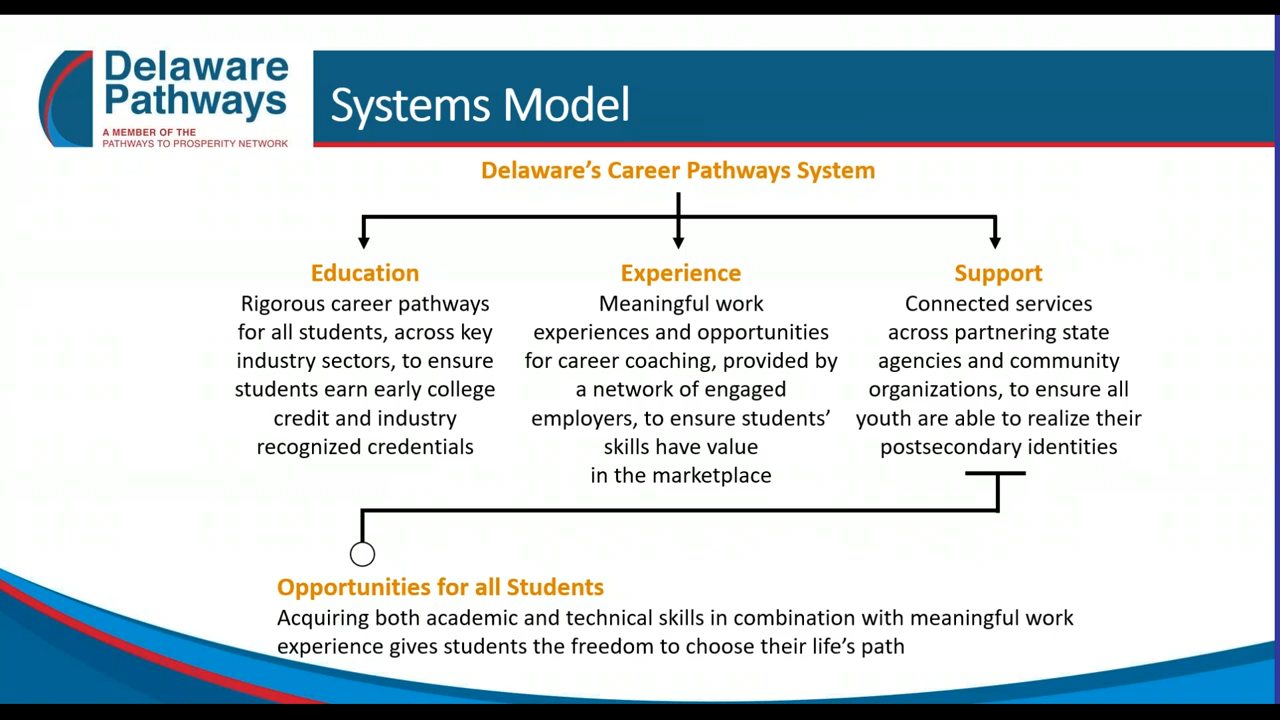 Delaware
Pathways
A MEMBER OF THE
PATHWAYS TO PROSPERITY NETWORK
Systems Model
Delaware’s Career Pathways System
Education
Rigorous career pathways
for all students, across key
industry sectors, to ensure
students earn early college
credit and industry
recognized credentials
Experience
Meaningful work
experiences and opportunities
for career coaching, provided by
a network of engaged
employers, to ensure students’
skills have value
in the marketplace
Support
Connected services
across partnering state
agencies and community
organizations, to ensure all
youth are able to realize their
postsecondary identities
Opportunities for all Students
Acquiring both academic and technical skills in combination with meaningful work
experience gives students the freedom to choose their life’s path